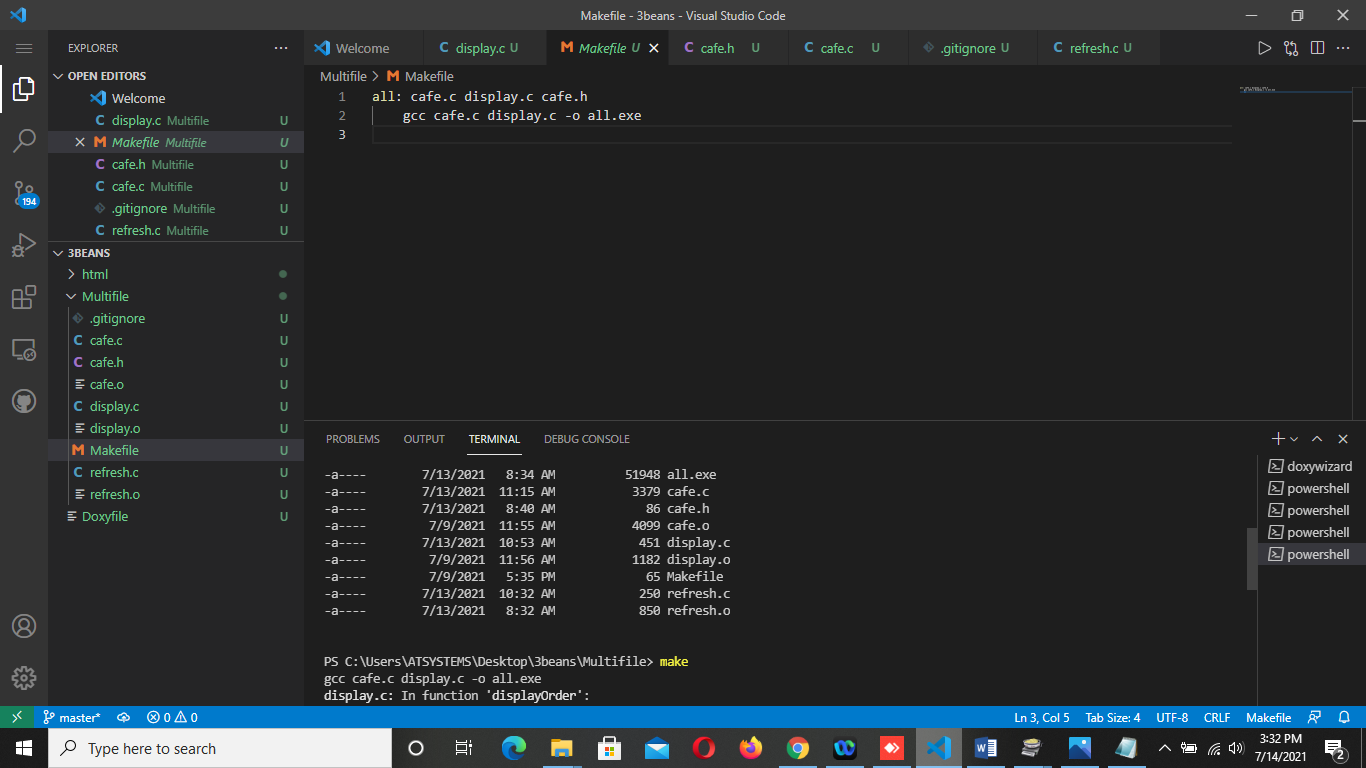 Makefile - 3beans - Visual Studio Code
EXPLORER
Welcome
display.c U
Makefile U
cafe.h U
cafe.c U
.gitignore U
refresh.c U
OPEN EDITORS
Welcome
display.c Multifile U
Makefile Multifile U
cafe.h Multifile U
cafe.c Multifile U
.gitignore Multifile U
refresh.c Multifile U
3BEANS
html
Multifile
.gitignore U
cafe.c U
cafe.h U
cafe.o U
display.c U
display.o U
Makefile U
refresh.c U
refresh.o U
Doxyfile U
194
Multifile > Makefile
1 all: cafe.c display.c cafe.h
2 gcc cafe.c display.c -o all.exe
3
PROBLEMS OUTPUT TERMINAL DEBUG CONSOLE
-a---- 7/13/2021 8:34 AM 51948 all.exe
-a---- 7/13/2021 11:15 AM 3379 cafe.c
-a---- 7/13/2021 8:40 AM 86 cafe.h
-a---- 7/9/2021 11:55 AM 4099 cafe.o
-a---- 7/13/2021 10:53 AM 451 display.c
-a---- 7/9/2021 11:56 AM 1182 display.o
-a---- 7/9/2021 5:35 PM 65 Makefile
-a---- 7/13/2021 10:32 AM 250 refresh.c
-a---- 7/13/2021 8:32 AM 850 refresh.o
PS C:\Users\ATSYSTEMS\Desktop\3beans\Multifile> make
gcc cafe.c display.c -o all.exe
display.c: In function 'displayOrder':
doxywizard
powershell
powershell
powershell
powershell
master* 0 0 Ln 3, Col 5 Tab Size: 4 UTF-8 CRLF Makefile
Type here to search
3:32 PM
7/14/2021
2